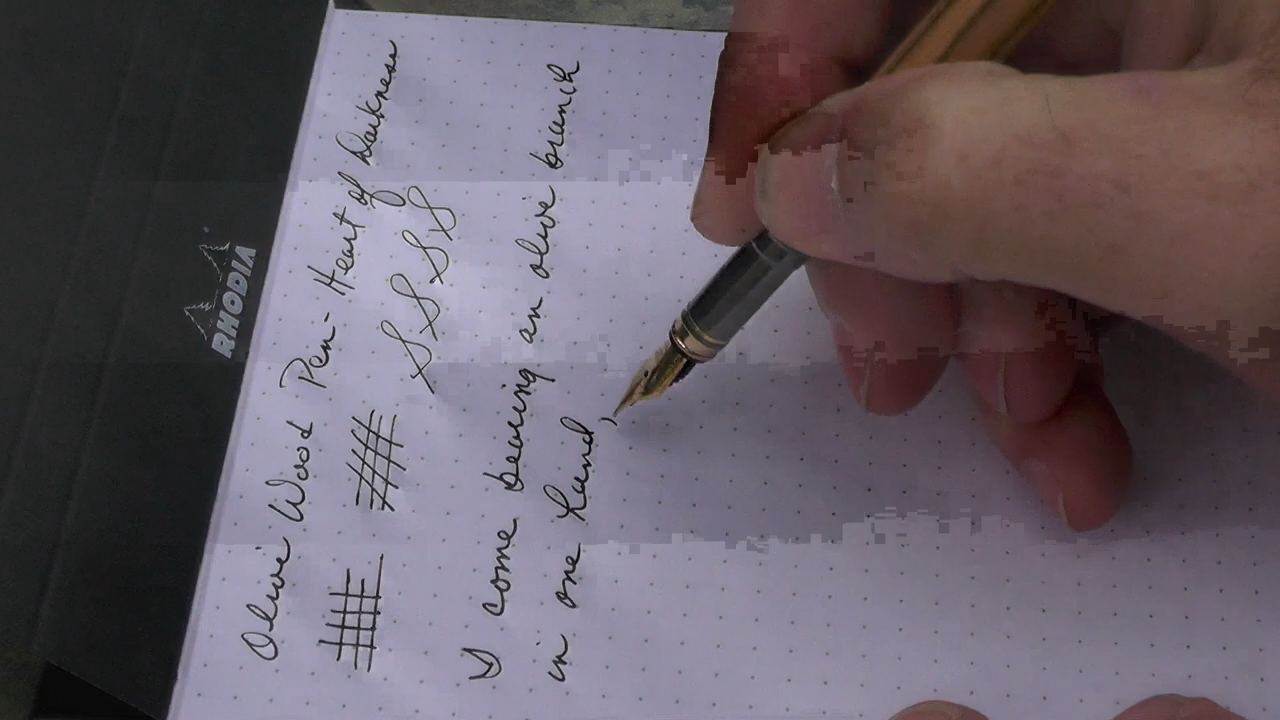 RHODIA
Olive Wood Pen - Heart of Darkness
S S S S
I come bearing an olive branch
in one hand,